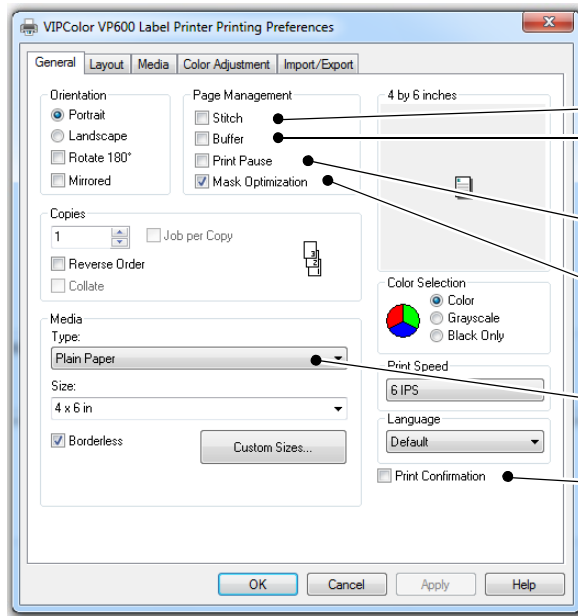 VIPColor VP600 Label Printer Printing Preferences
General Layout Media Color Adjustment Import/Export
Orientation
Portrait
Landscape
Rotate 180°
Mirrored
Page Management
Stitch
Buffer
Print Pause
Mask Optimization
4 by 6 inches
Copies
1
Job per Copy
Reverse Order
Collate
3
2
1
Color Selection
Color
Grayscale
Black Only
Media
Type:
Plain Paper
Size:
4 x 6 in
Borderless
Custom Sizes...
Print Speed
6 IPS
Language
Default
Print Confirmation
OK Cancel Apply Help